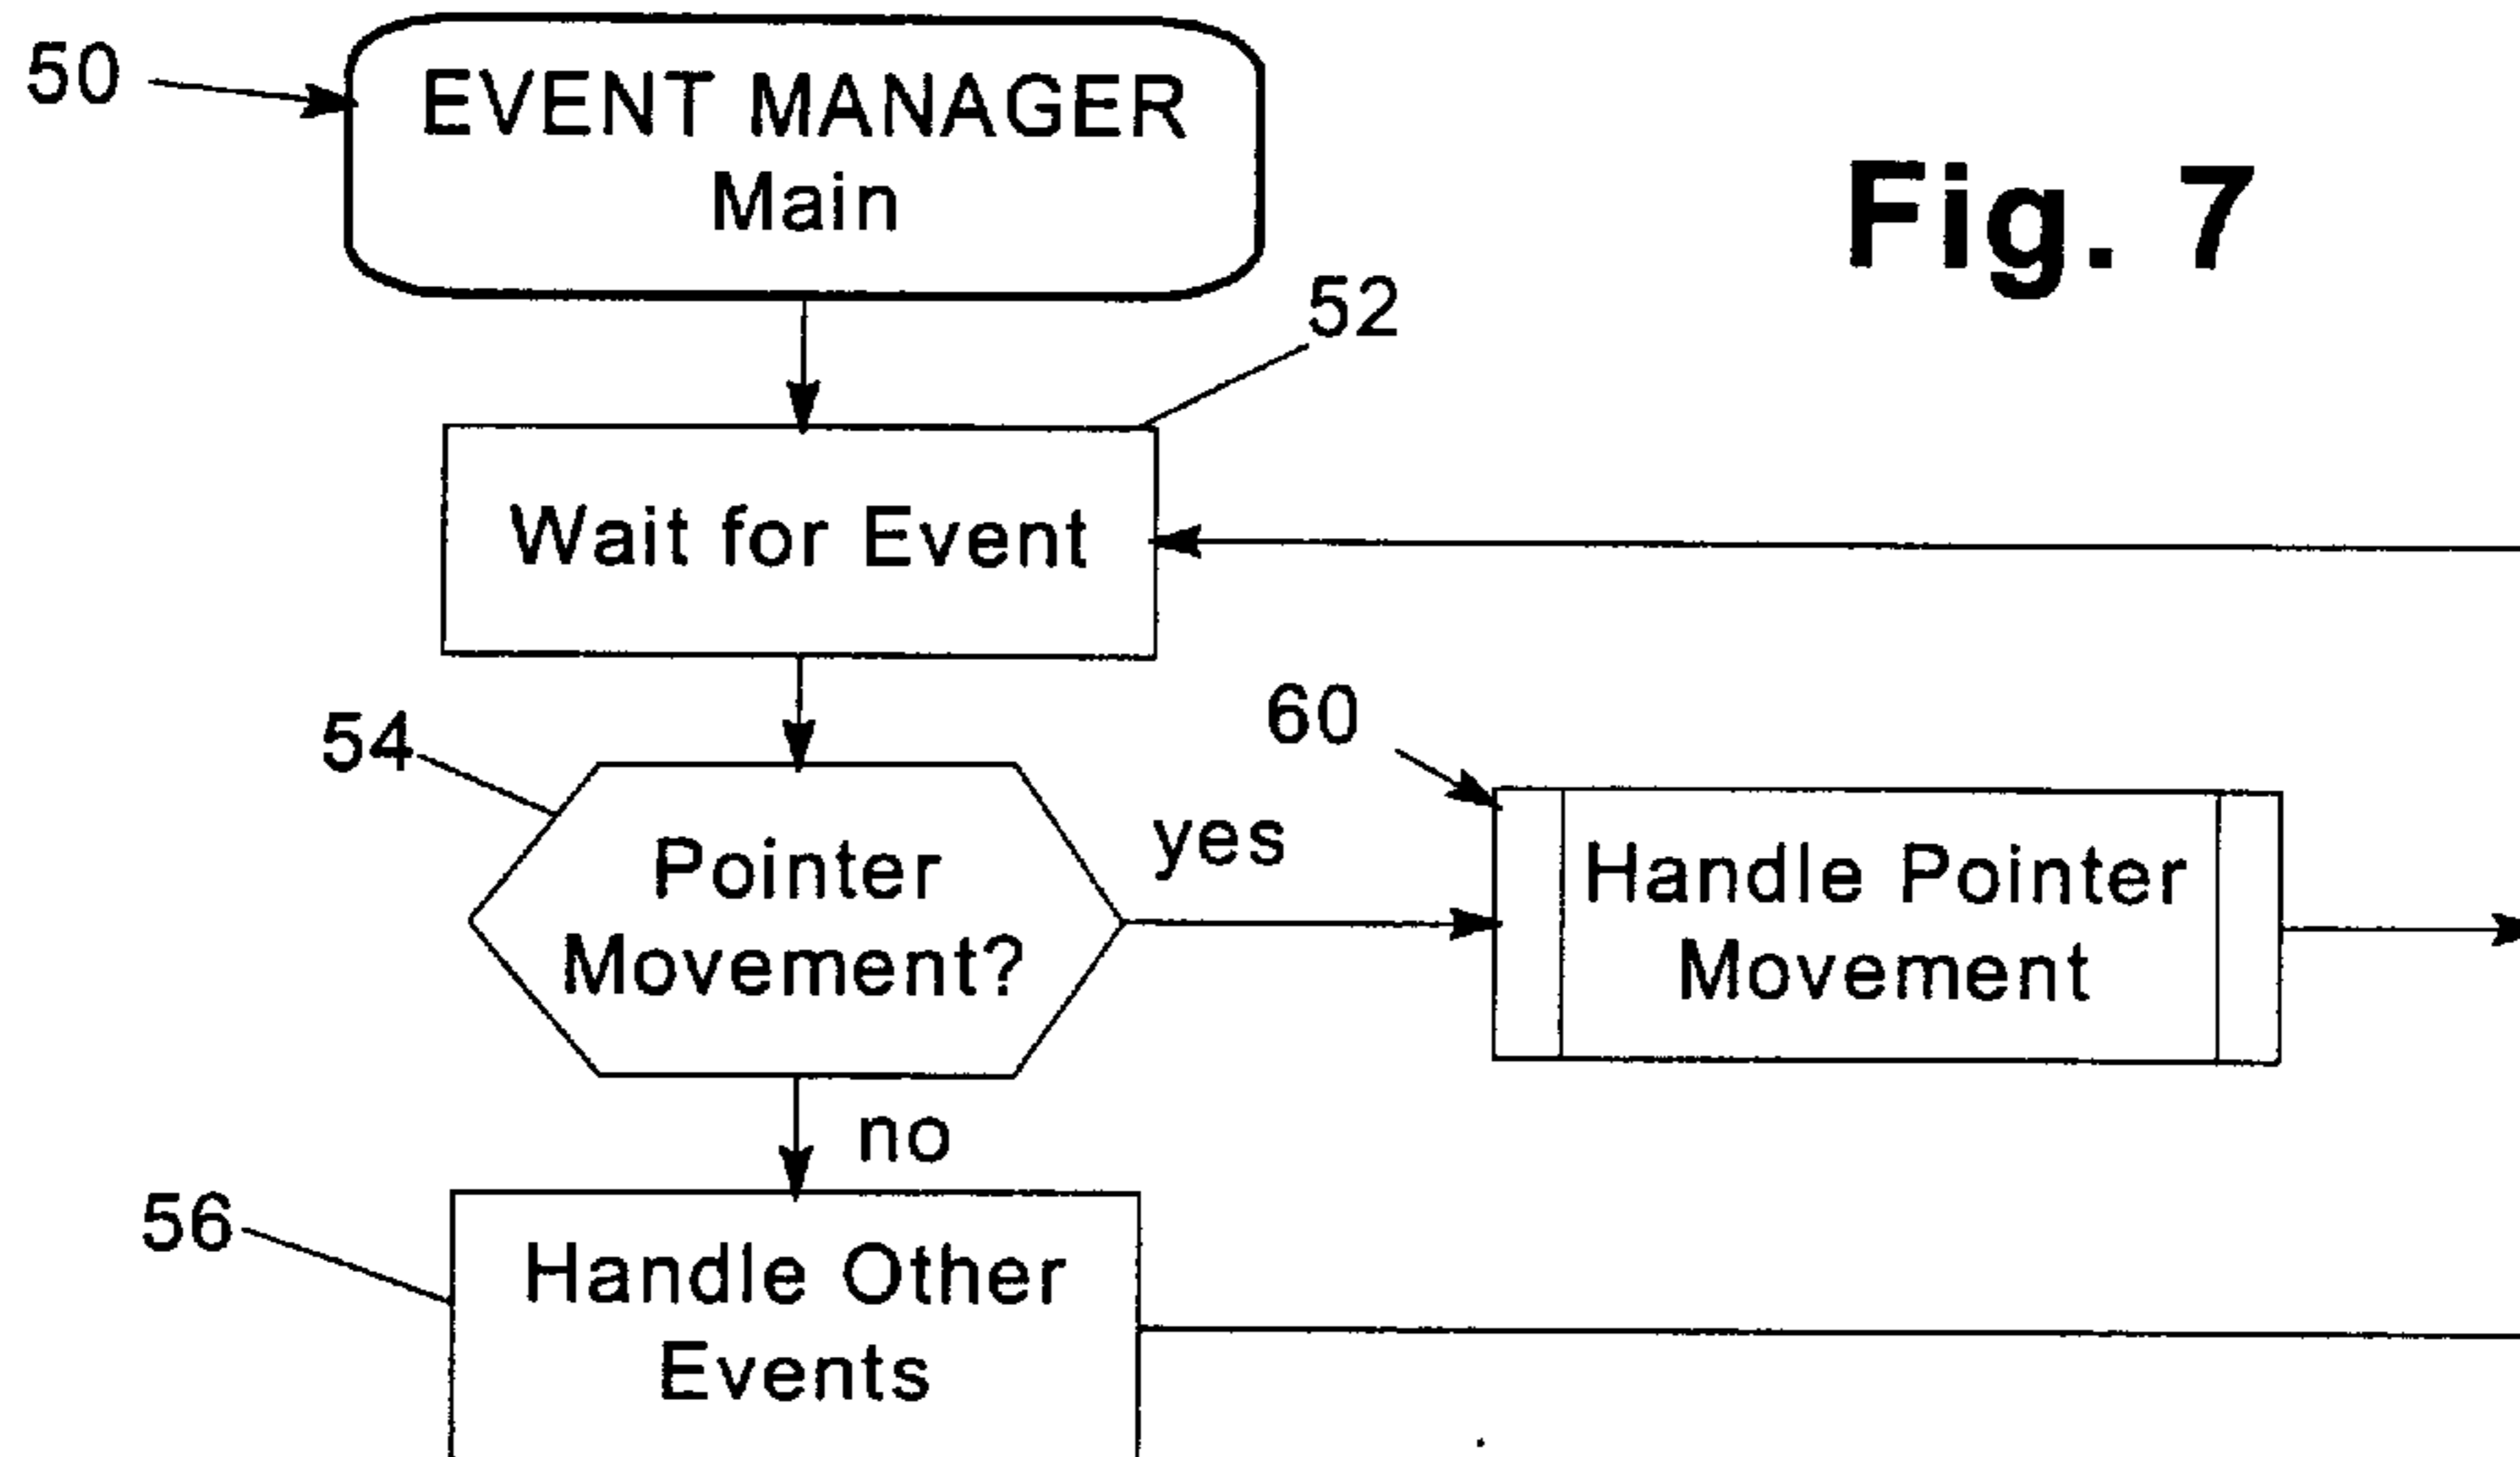 50
EVENT MANAGER
Main
Fig. 7
52
Wait for Event
54
60
Pointer
Movement?
yes
Handle Pointer
Movement
no
56
Handle Other
Events